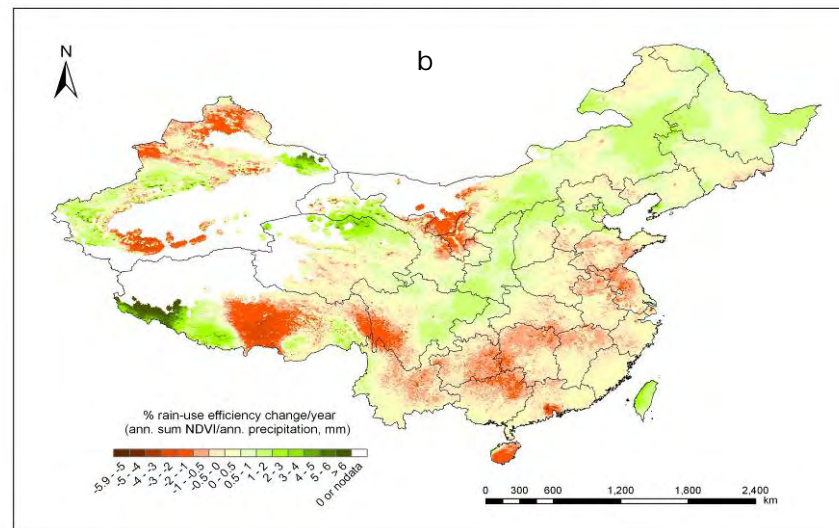 b
N
% rain-use efficiency change/year
(ann. sum NDVI/ann. precipitation, mm)
-5.9 - -5
-5 - -4
-4 - -3
-3 - -2
-2 - -1
-1 - -0.5
-0.5 - 0
0 - 0.5
0.5 - 1
1 - 2
2 - 3
3 - 4
4 - 5
5 - 6
> 6
0 or nodata
0 300 600 1,200 1,800 2,400
km